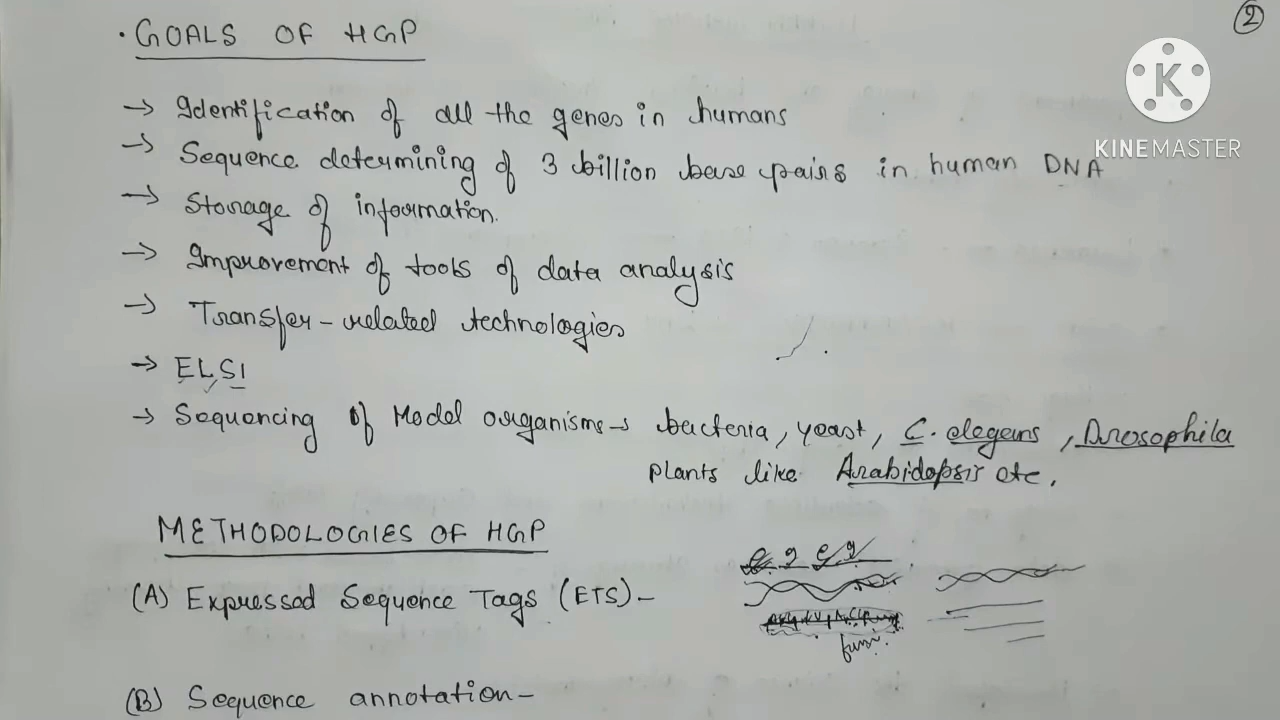 ②
· GOALS OF HGP
K
KINEMASTER
→ Identification of all the genes in humans
→ Sequence determining of 3 billion base pairs in human DNA
→ Storage of information.
→ Improvement of tools of data analysis
→ Transfer-related technologies
→ ELSI
→ Sequencing of Model organisms → bacteria, yeast, C. elegans, Drosophila
plants like Arabidopsis etc.
METHODOLOGIES OF HGP
(A) Expressed Sequence Tags (ETS) -
(B) Sequence annotation -